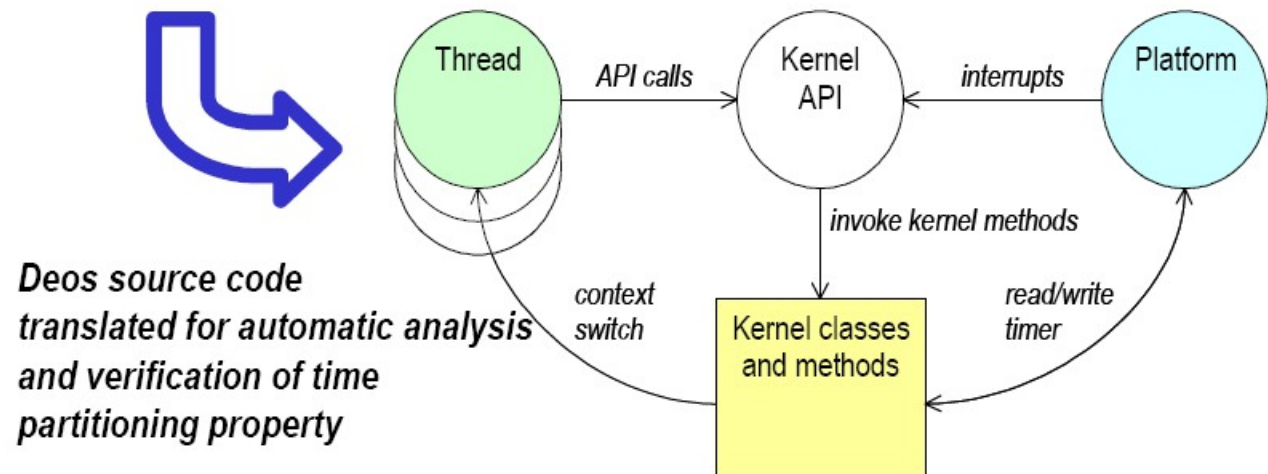 Thread
API calls
Kernel
API
interrupts
Platform
invoke kernel methods
Deos source code
translated for automatic analysis
and verification of time
partitioning property
context
switch
Kernel classes
and methods
read/write
timer